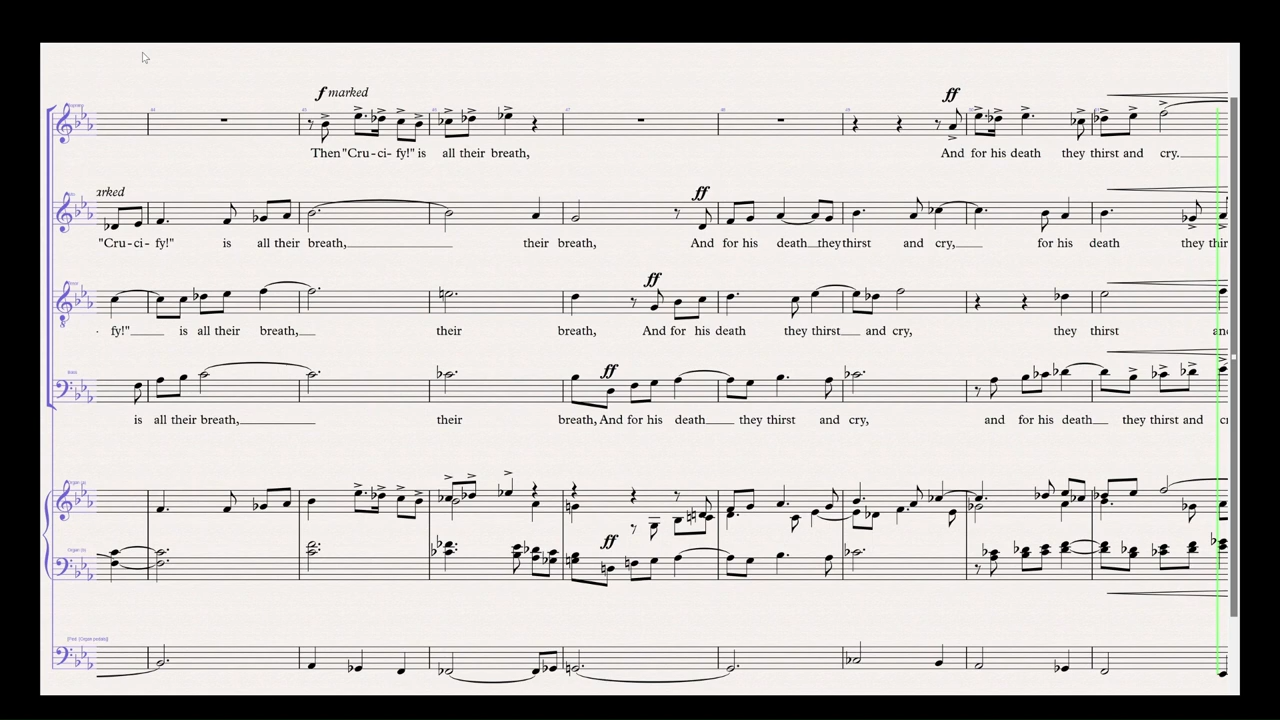 f marked
ff
Then "Cru-ci-fy!" is all their breath, And for his death they thirst and cry.
arked
ff
"Cru-ci-fy!" is all their breath, their breath, And for his death they thirst and cry, for his death they thir
ff
fy!" is all their breath, their breath, And for his death they thirst and cry, they thirst an
ff
is all their breath, their breath, And for his death they thirst and cry, and for his death they thirst and cr
ff